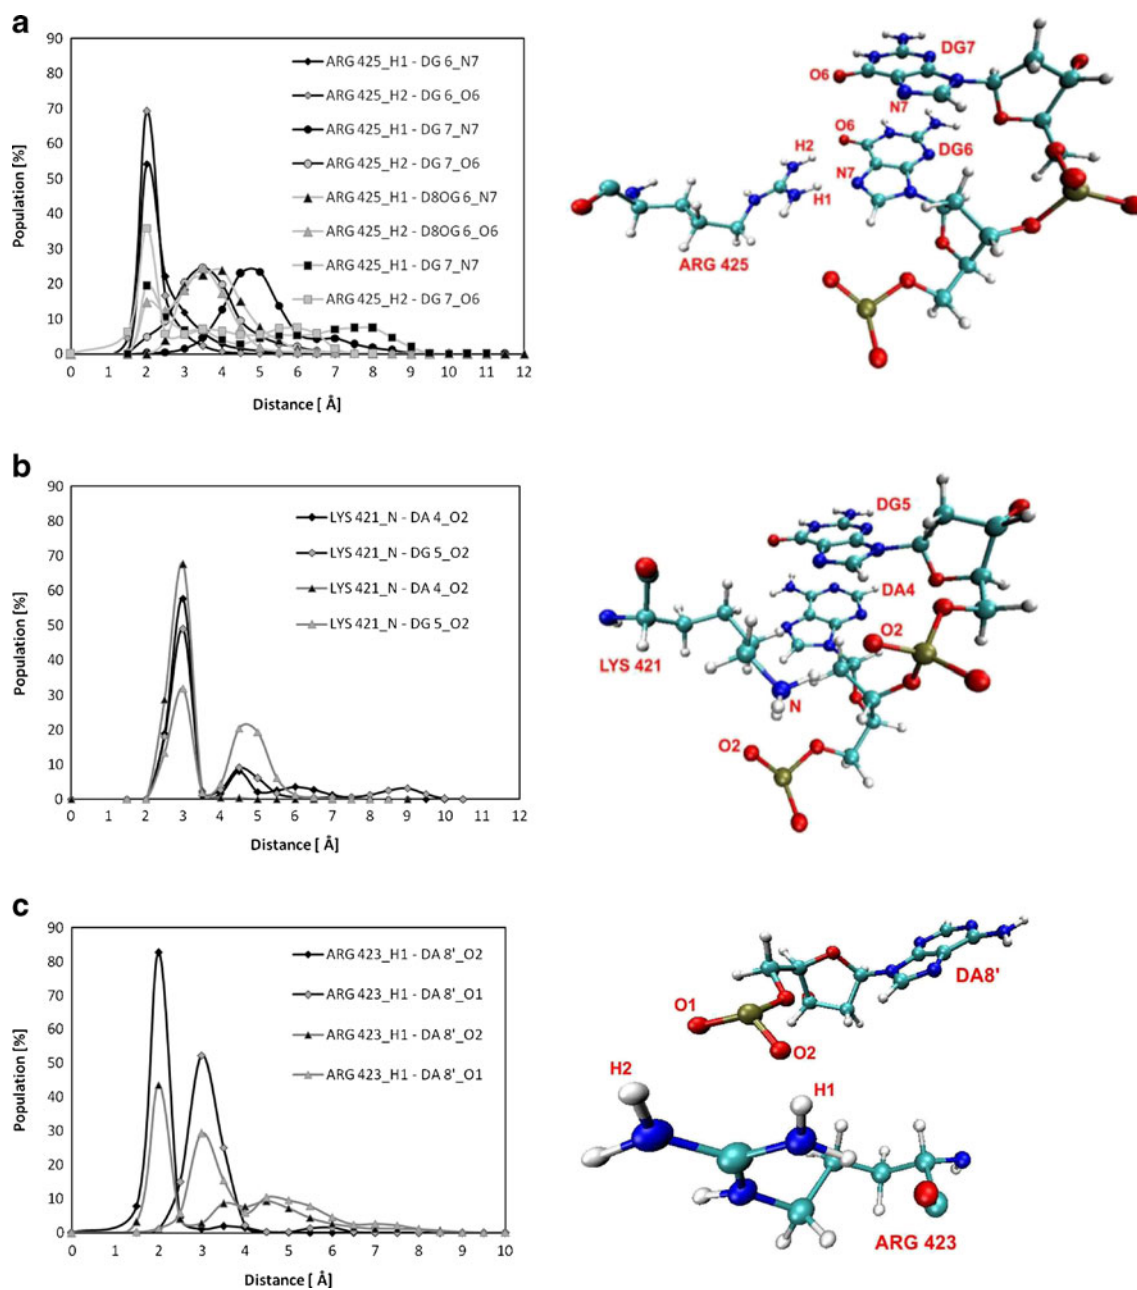 a
Population [%]
90
80
70
60
50
40
30
20
10
0
0 1 2 3 4 5 6 7 8 9 10 11 12
Distance [ Å]
ARG 425_H1 - DG 6_N7
ARG 425_H2 - DG 6_O6
ARG 425_H1 - DG 7_N7
ARG 425_H2 - DG 7_O6
ARG 425_H1 - D8OG 6_N7
ARG 425_H2 - D8OG 6_O6
ARG 425_H1 - DG 7_N7
ARG 425_H2 - DG 7_O6
DG7
O6
N7
O6
H2
DG6
N7
H1
ARG 425
b
Population [%]
90
80
70
60
50
40
30
20
10
0
0 1 2 3 4 5 6 7 8 9 10 11 12
Distance [ Å]
LYS 421_N - DA 4_O2
LYS 421_N - DG 5_O2
LYS 421_N - DA 4_O2
LYS 421_N - DG 5_O2
DG5
DA4
O2
LYS 421
N
O2
c
Population [%]
90
80
70
60
50
40
30
20
10
0
0 1 2 3 4 5 6 7 8 9 10
Distance [ Å]
ARG 423_H1 - DA 8'_O2
ARG 423_H1 - DA 8'_O1
ARG 423_H1 - DA 8'_O2
ARG 423_H1 - DA 8'_O1
DA8'
O1
O2
H2
H1
ARG 423